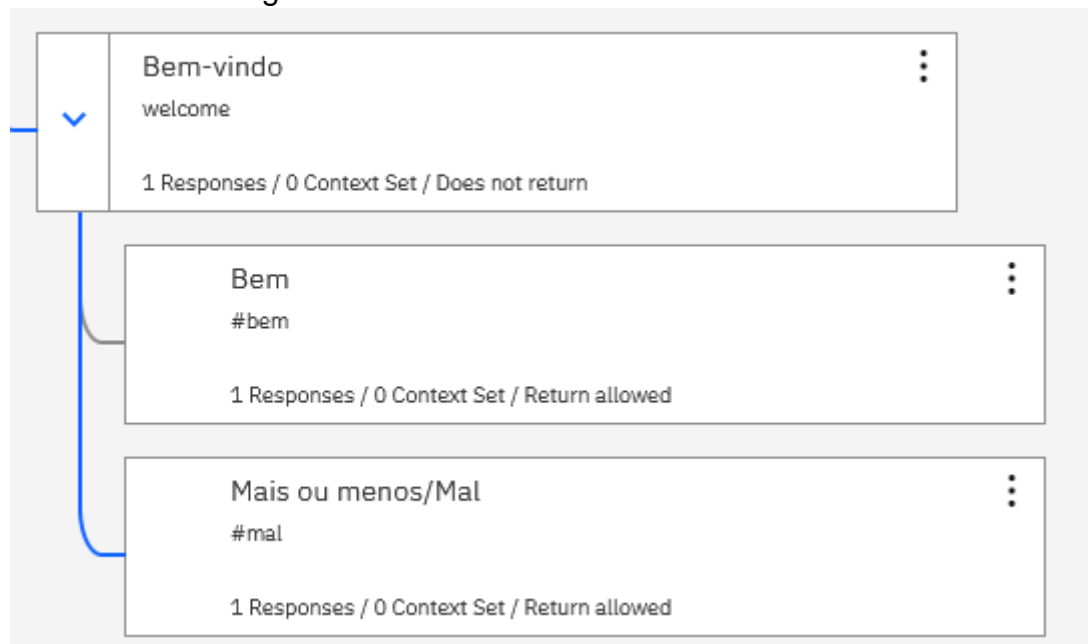 Bem-vindo
welcome
1 Responses / 0 Context Set / Does not return
Bem
#bem
1 Responses / 0 Context Set / Return allowed
Mais ou menos/Mal
#mal
1 Responses / 0 Context Set / Return allowed